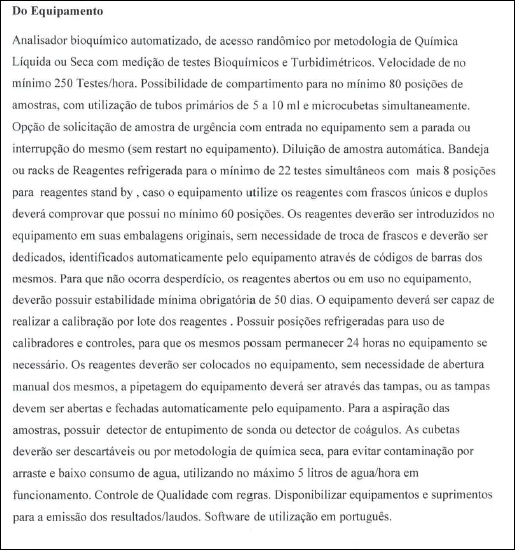 Do Equipamento
Analisador bioquímico automatizado, de acesso randômico por metodologia de Química
Líquida ou Seca com medição de testes Bioquímicos e Turbidimétricos. Velocidade de no
mínimo 250 Testes/hora. Possibilidade de compartimento para no mínimo 80 posições de
amostras, com utilização de tubos primários de 5 a 10 ml e microcubetas simultaneamente.
Opção de solicitação de amostra de urgência com entrada no equipamento sem a parada ou
interrupção do mesmo (sem restart no equipamento). Diluição de amostra automática. Bandeja
ou racks de Reagentes refrigerada para o mínimo de 22 testes simultâneos com mais 8 posições
para reagentes stand by , caso o equipamento utilize os reagentes com frascos únicos e duplos
deverá comprovar que possui no mínimo 60 posições. Os reagentes deverão ser introduzidos no
equipamento em suas embalagens originais, sem necessidade de troca de frascos e deverão ser
dedicados, identificados automaticamente pelo equipamento através de códigos de barras dos
mesmos. Para que não ocorra desperdício, os reagentes abertos ou em uso no equipamento,
deverão possuir estabilidade mínima obrigatória de 50 dias. O equipamento deverá ser capaz de
realizar a calibração por lote dos reagentes . Possuir posições refrigeradas para uso de
calibradores e controles, para que os mesmos possam permanecer 24 horas no equipamento se
necessário. Os reagentes deverão ser colocados no equipamento, sem necessidade de abertura
manual dos mesmos, a pipetagem do equipamento deverá ser através das tampas, ou as tampas
devem ser abertas e fechadas automaticamente pelo equipamento. Para a aspiração das
amostras, possuir detector de entupimento de sonda ou detector de coágulos. As cubetas
deverão ser descartáveis ou por metodologia de química seca, para evitar contaminação por
arraste e baixo consumo de agua, utilizando no máximo 5 litros de agua/hora em
funcionamento. Controle de Qualidade com regras. Disponibilizar equipamentos e suprimentos
para a emissão dos resultados/laudos. Software de utilização em português.